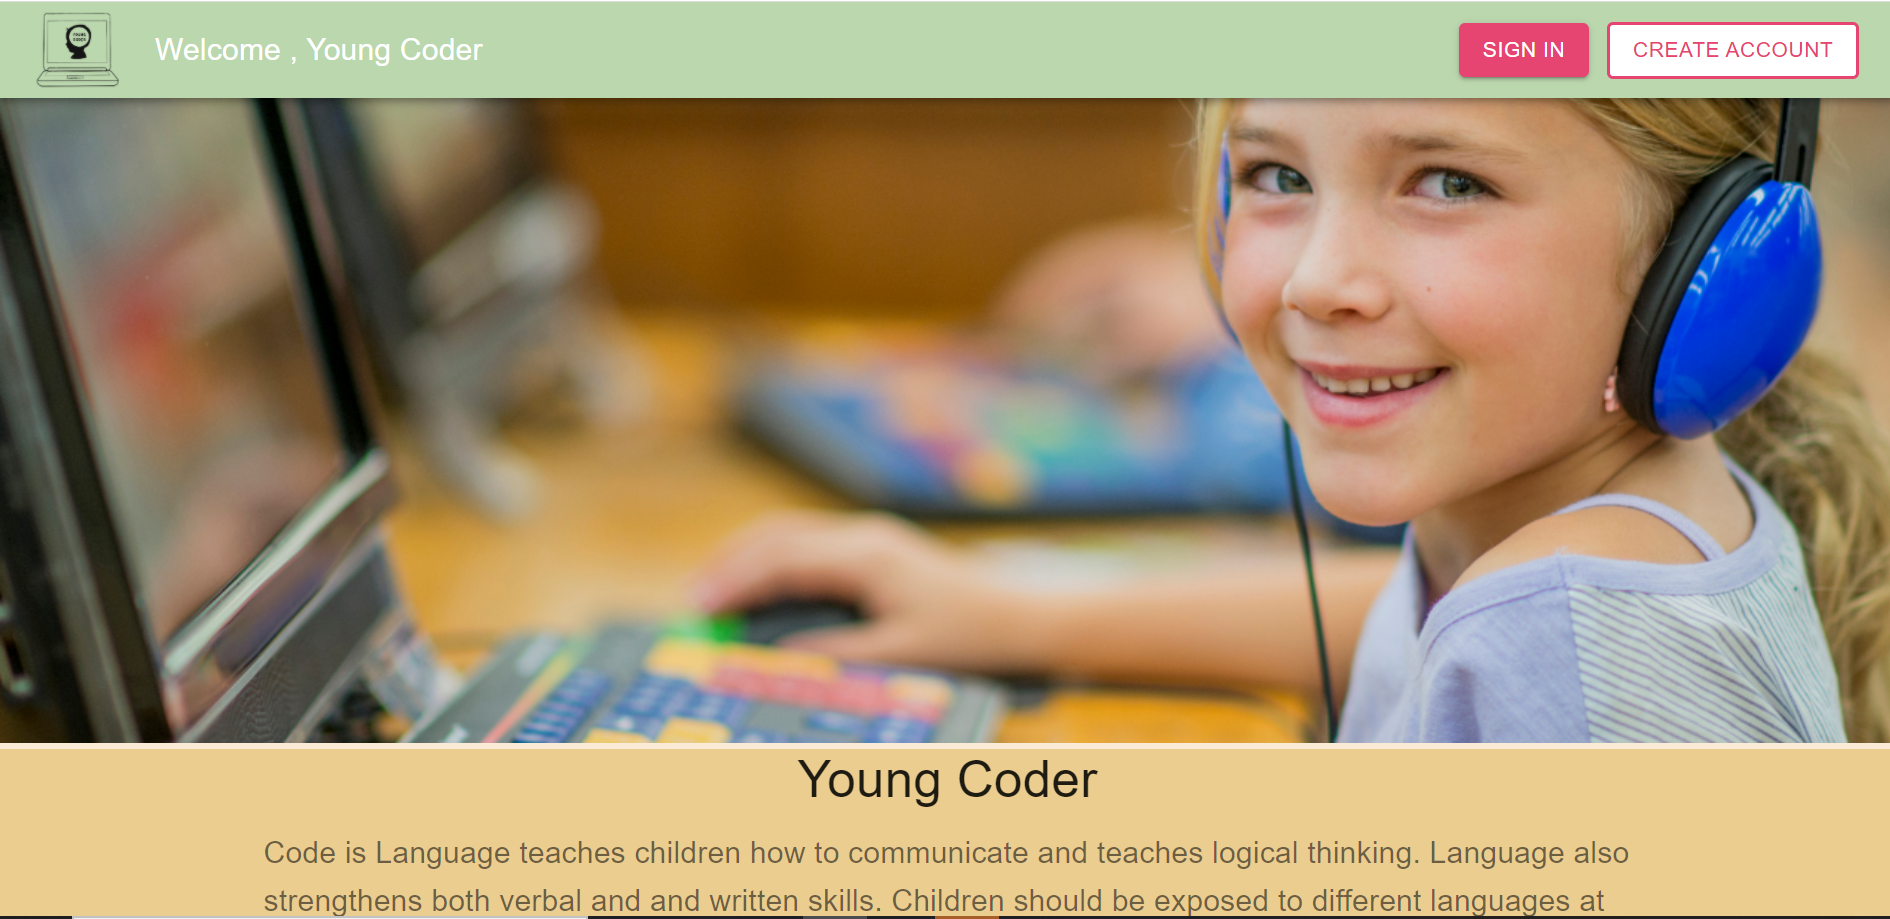 YOUNG
CODER
Welcome , Young Coder
SIGN IN
CREATE ACCOUNT
Young Coder
Code is Language teaches children how to communicate and teaches logical thinking. Language also
strengthens both verbal and and written skills. Children should be exposed to different languages at